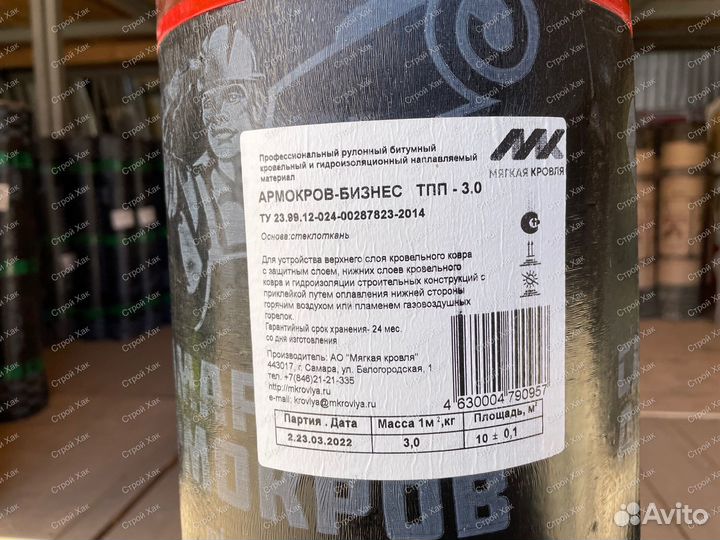 Профессиональный рулонный битумный
кровельный и гидроизоляционный наплавляемый
материал
МК
МЯГКАЯ КРОВЛЯ
АРМОКРОВ-БИЗНЕС ТПП - 3.0
ТУ 23.99.12-024-00287823-2014
Основа:стеклоткань
Для устройства верхнего слоя кровельного ковра
с защитным слоем, нижних слоев кровельного
ковра и гидроизоляции строительных конструкций с
приклейкой путем оплавления нижней стороны
горячим воздухом или пламенем газовоздушных
горелок.
Гарантийный срок хранения- 24 мес.
со дня изготовления
Производитель: АО "Мягкая кровля"
443017, г. Самара, ул. Белогородская, 1
тел. +7(846)21-21-335
http://mkrovlya.ru
e-mail: krovlya@mkrovlya.ru
4 630004 790957
Партия . Дата Масса 1м²,кг Площадь, м²
2.23.03.2022 3,0 10 ± 0,1
МОКРОВ
Строй Хак
Avito